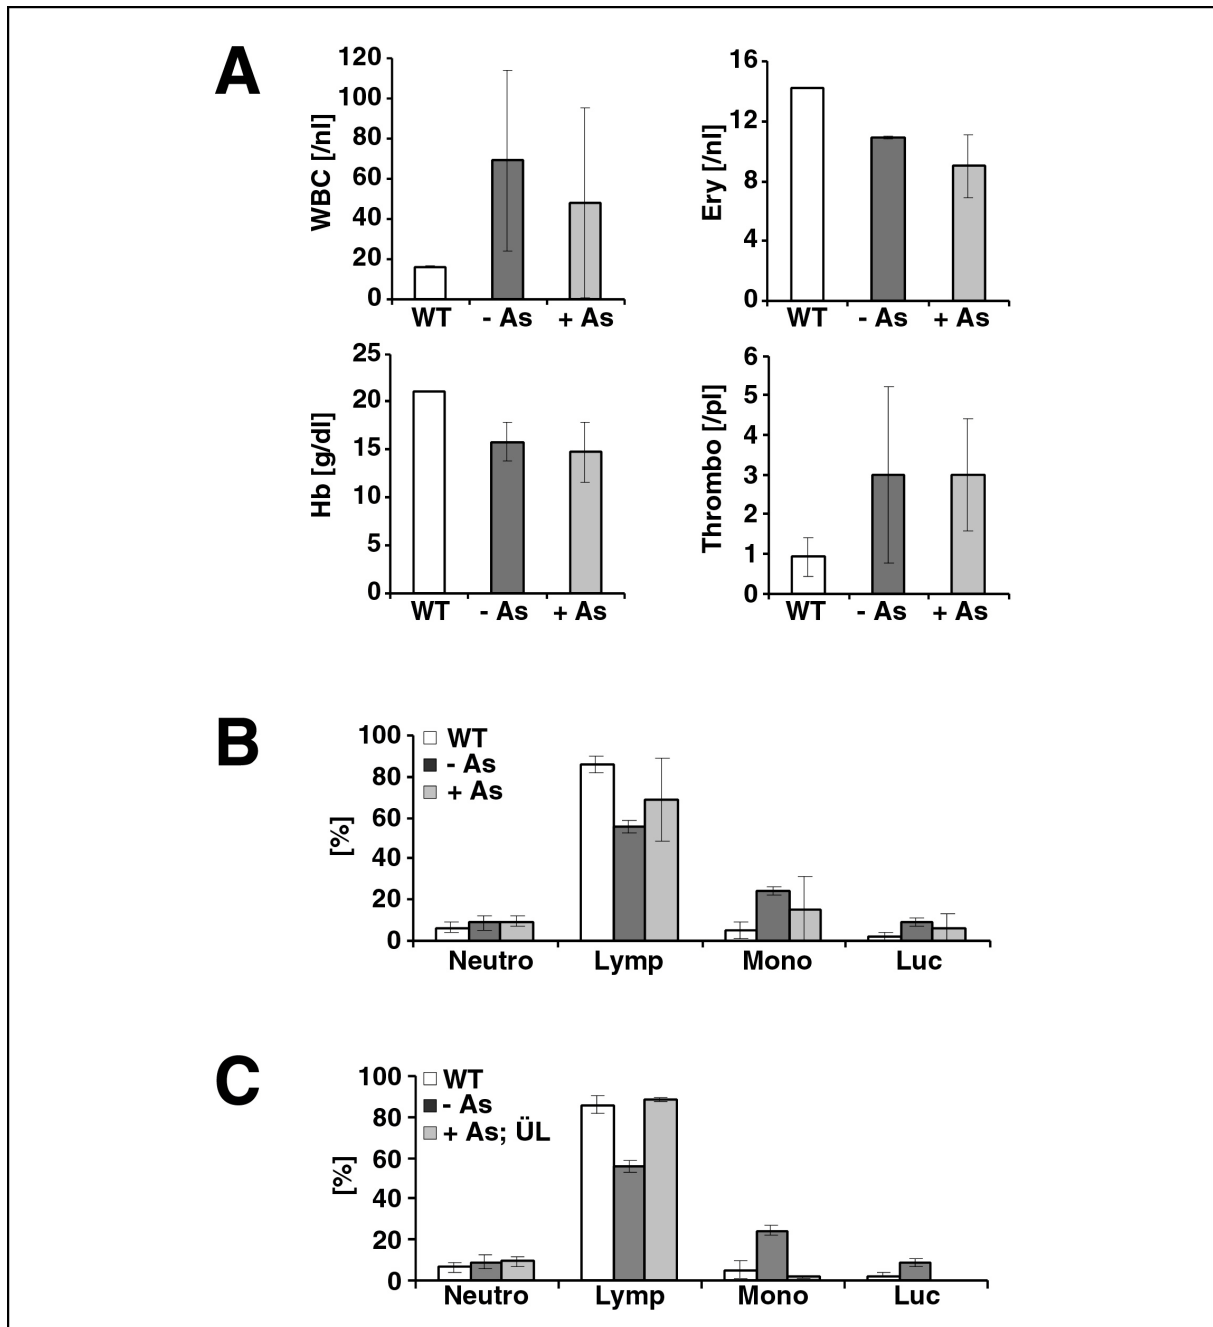 A
WBC [/nl]
120
100
80
60
40
20
0
WT - As + As
Ery [/nl]
16
12
8
4
0
WT - As + As
Hb [g/dl]
25
20
15
10
5
0
WT - As + As
Thrombo [/pl]
6
5
4
3
2
1
0
WT - As + As
B
[%]
100
80
60
40
20
0
WT
- As
+ As
Neutro Lymp Mono Luc
C
[%]
100
80
60
40
20
0
WT
- As
+ As; ÜL
Neutro Lymp Mono Luc